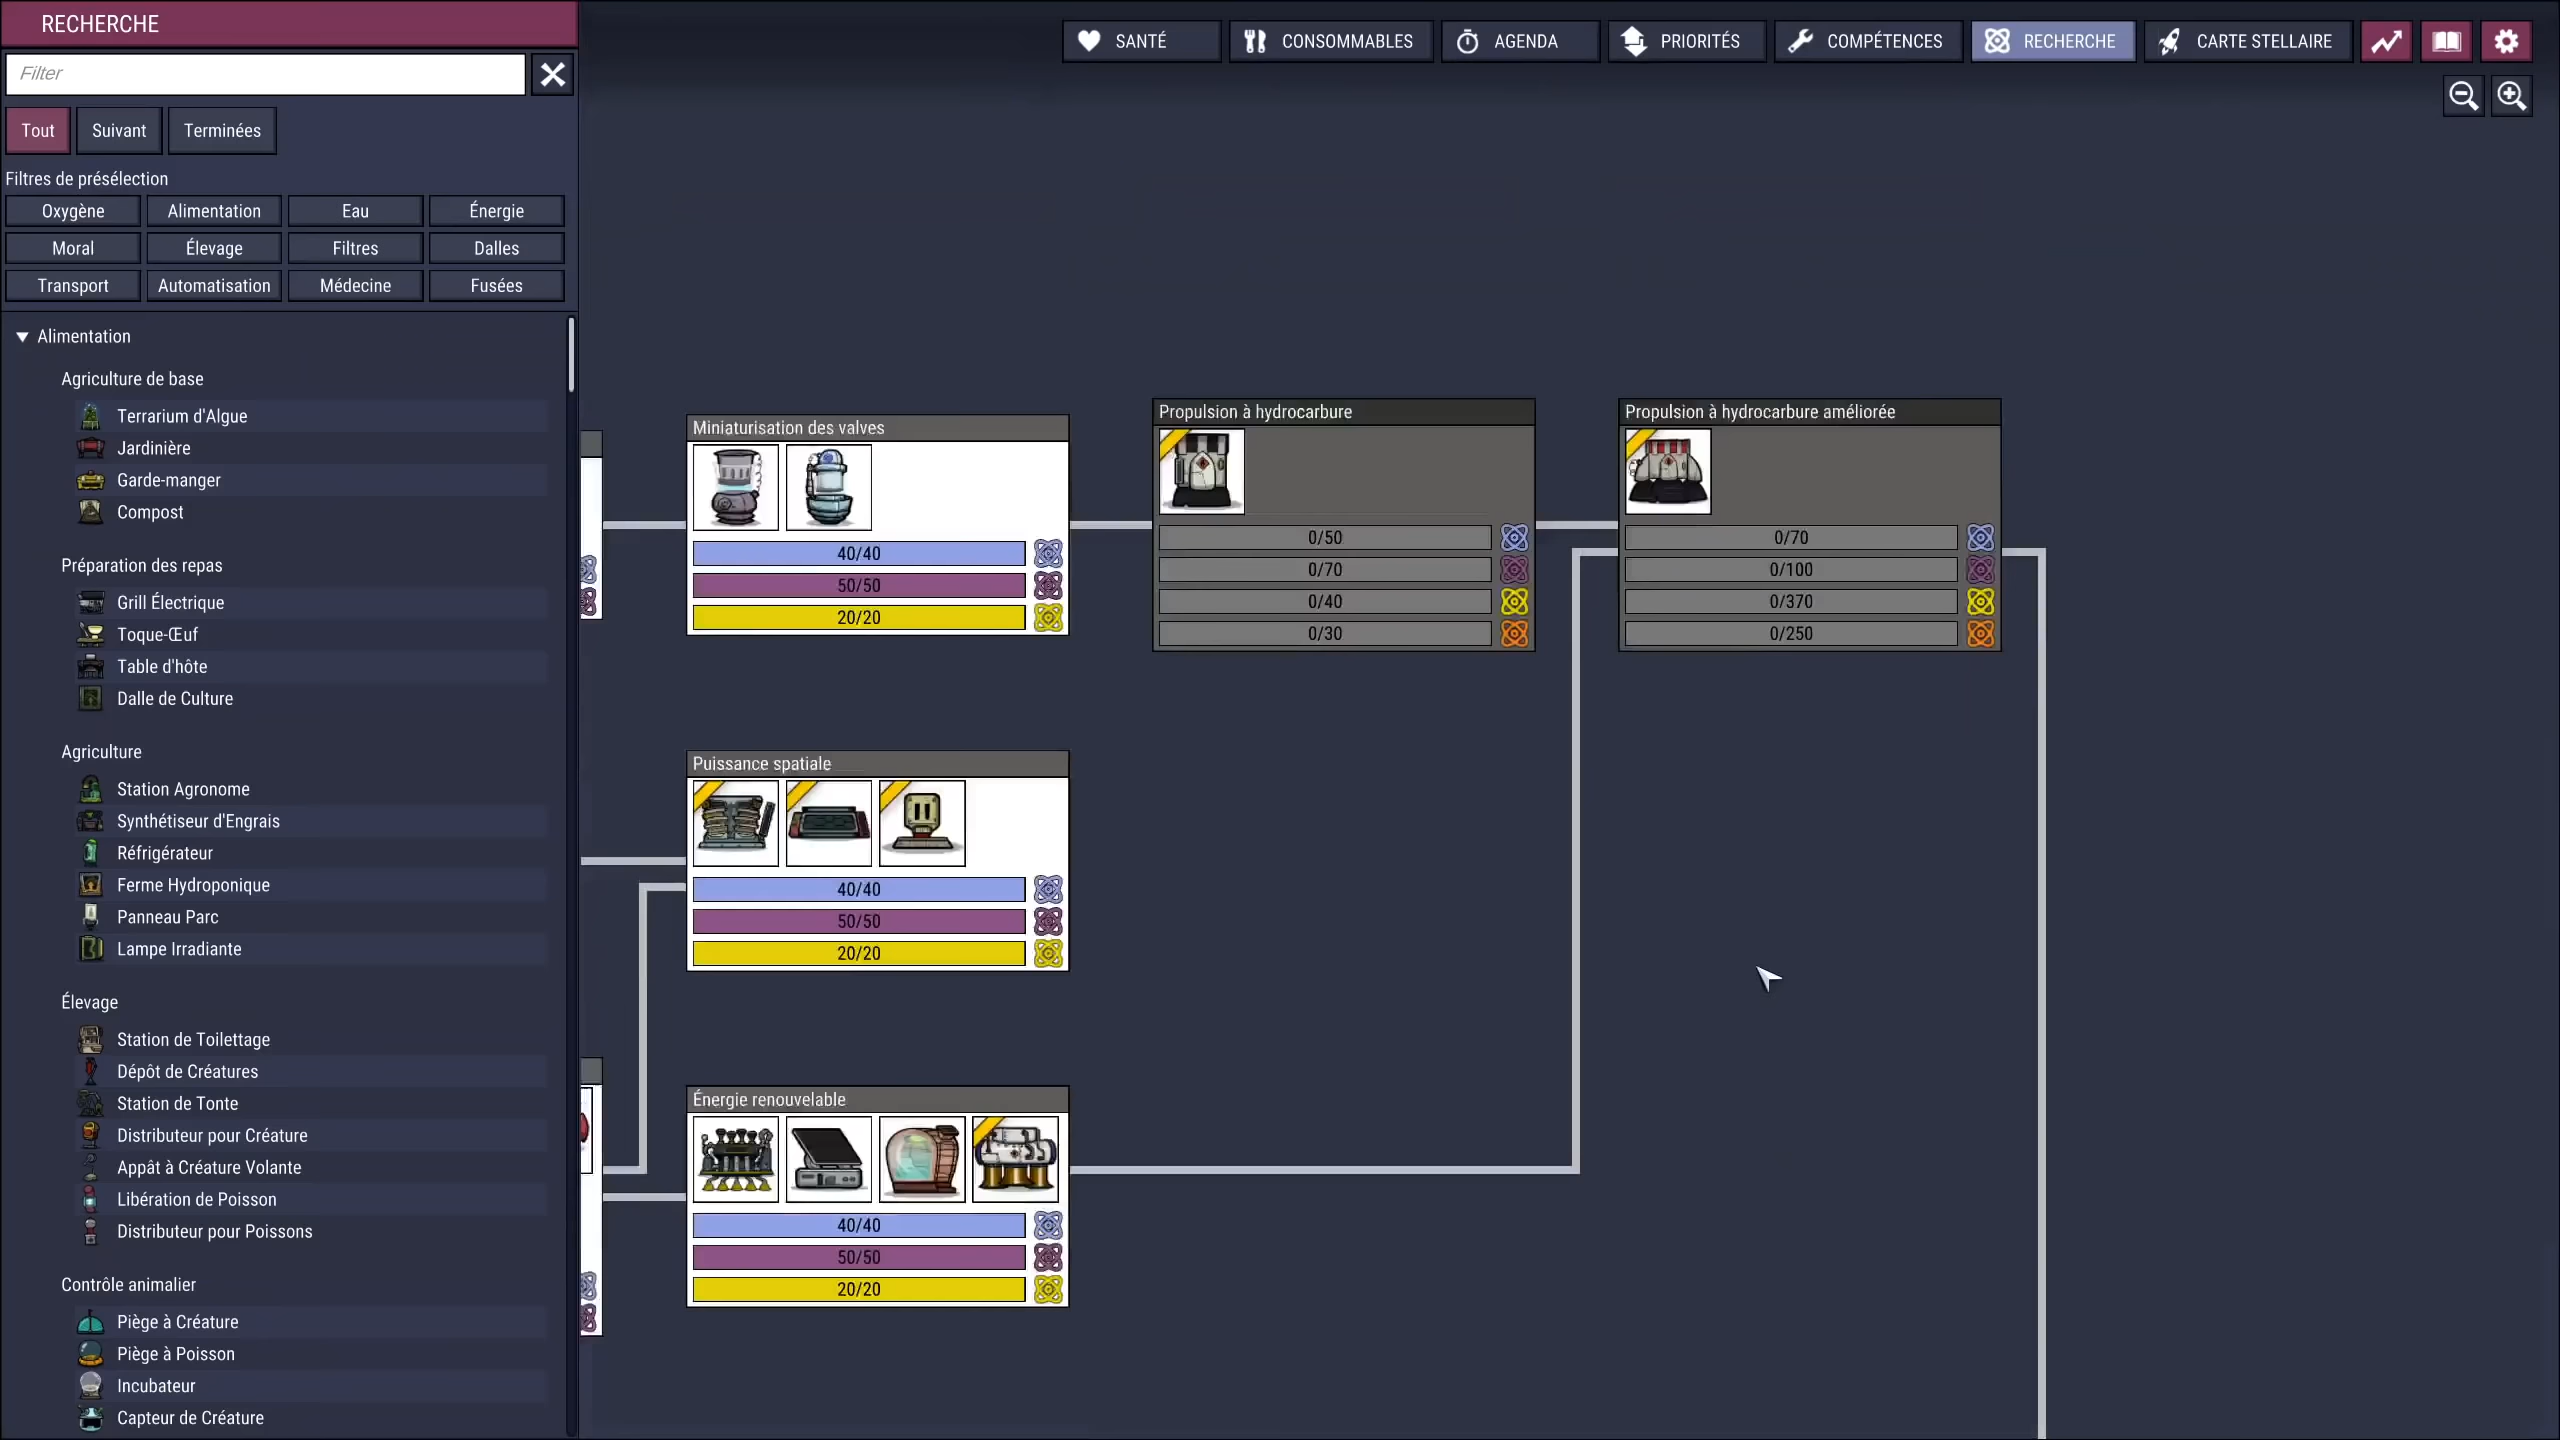 RECHERCHE
Filter
Tout
Suivant
Terminées
Filtres de présélection
Oxygène
Alimentation
Eau
Énergie
Moral
Élevage
Filtres
Dalles
Transport
Automatisation
Médecine
Fusées
Alimentation
Agriculture de base
Terrarium d'Algue
Jardinière
Garde-manger
Compost
Préparation des repas
Grill Électrique
Toque-Œuf
Table d'hôte
Dalle de Culture
Agriculture
Station Agronome
Synthétiseur d'Engrais
Réfrigérateur
Ferme Hydroponique
Panneau Parc
Lampe Irradiante
Élevage
Station de Toilettage
Dépôt de Créatures
Station de Tonte
Distributeur pour Créature
Appât à Créature Volante
Libération de Poisson
Distributeur pour Poissons
Contrôle animalier
Piège à Créature
Piège à Poisson
Incubateur
Capteur de Créature
SANTÉ
CONSOMMABLES
AGENDA
PRIORITÉS
COMPÉTENCES
RECHERCHE
CARTE STELLAIRE
Miniaturisation des valves
40/40
50/50
20/20
Propulsion à hydrocarbure
0/50
0/70
0/40
0/30
Propulsion à hydrocarbure améliorée
0/70
0/100
0/370
0/250
Puissance spatiale
40/40
50/50
20/20
Énergie renouvelable
40/40
50/50
20/20